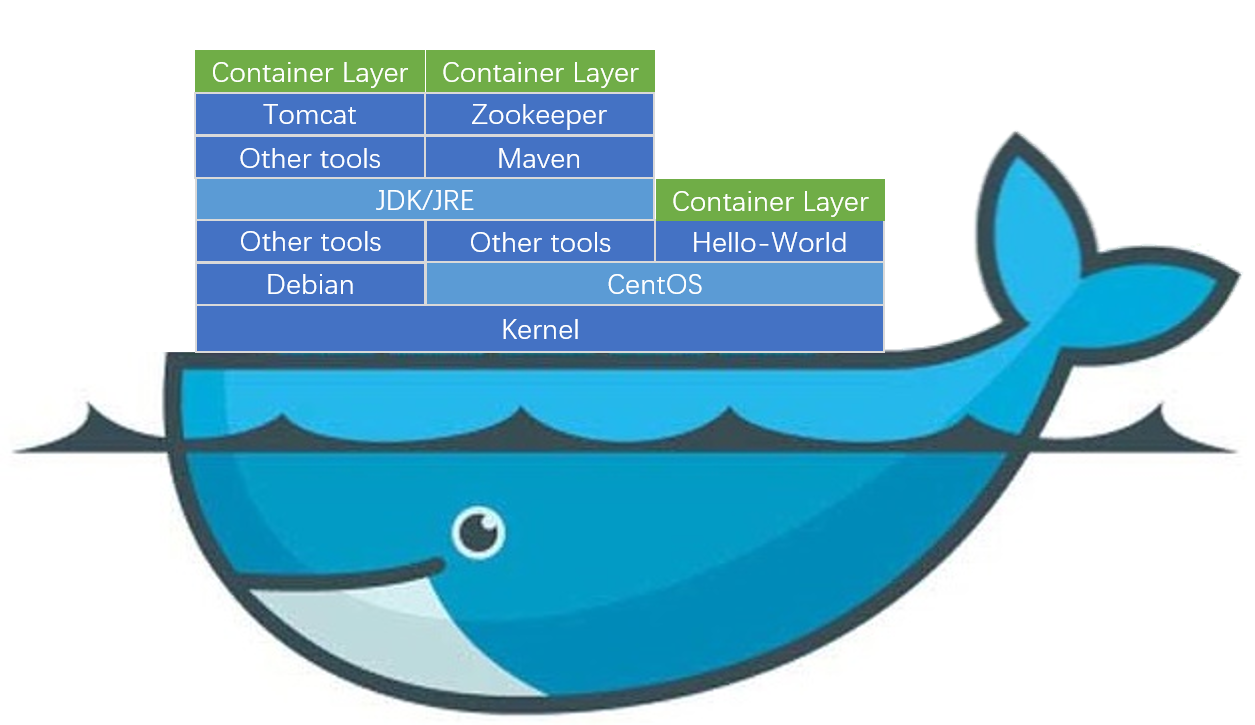 Container Layer Container Layer
Tomcat Zookeeper
Other tools Maven
JDK/JRE Container Layer
Other tools Other tools Hello-World
Debian CentOS
Kernel